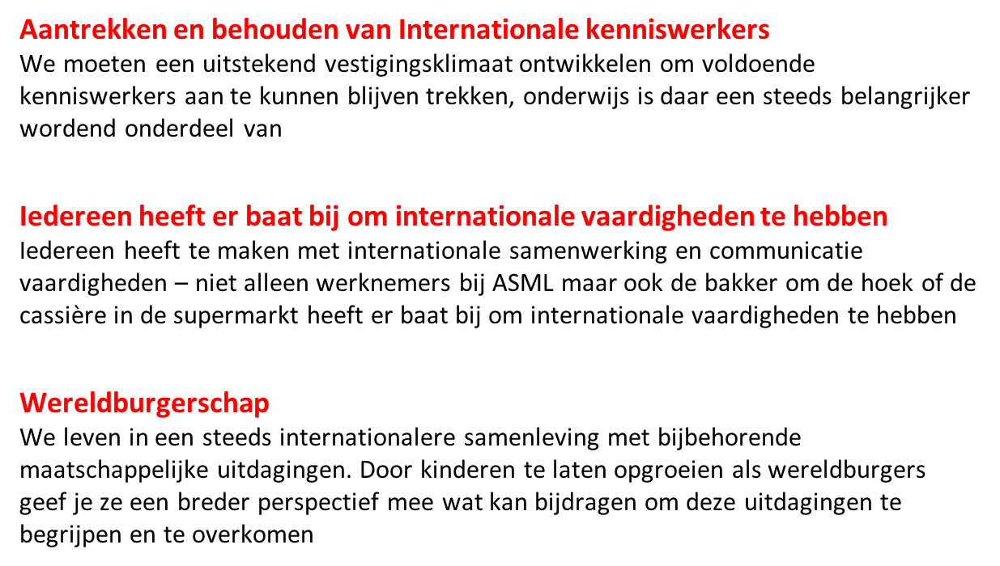 Aantrekken en behouden van Internationale kenniswerkers
We moeten een uitstekend vestigingsklimaat ontwikkelen om voldoende
kenniswerkers aan te kunnen blijven trekken, onderwijs is daar een steeds belangrijker
wordend onderdeel van
Iedereen heeft er baat bij om internationale vaardigheden te hebben
Iedereen heeft te maken met internationale samenwerking en communicatie
vaardigheden – niet alleen werknemers bij ASML maar ook de bakker om de hoek of de
cassière in de supermarkt heeft er baat bij om internationale vaardigheden te hebben
Wereldburgerschap
We leven in een steeds internationalere samenleving met bijbehorende
maatschappelijke uitdagingen. Door kinderen te laten opgroeien als wereldburgers
geef je ze een breder perspectief mee wat kan bijdragen om deze uitdagingen te
begrijpen en te overkomen